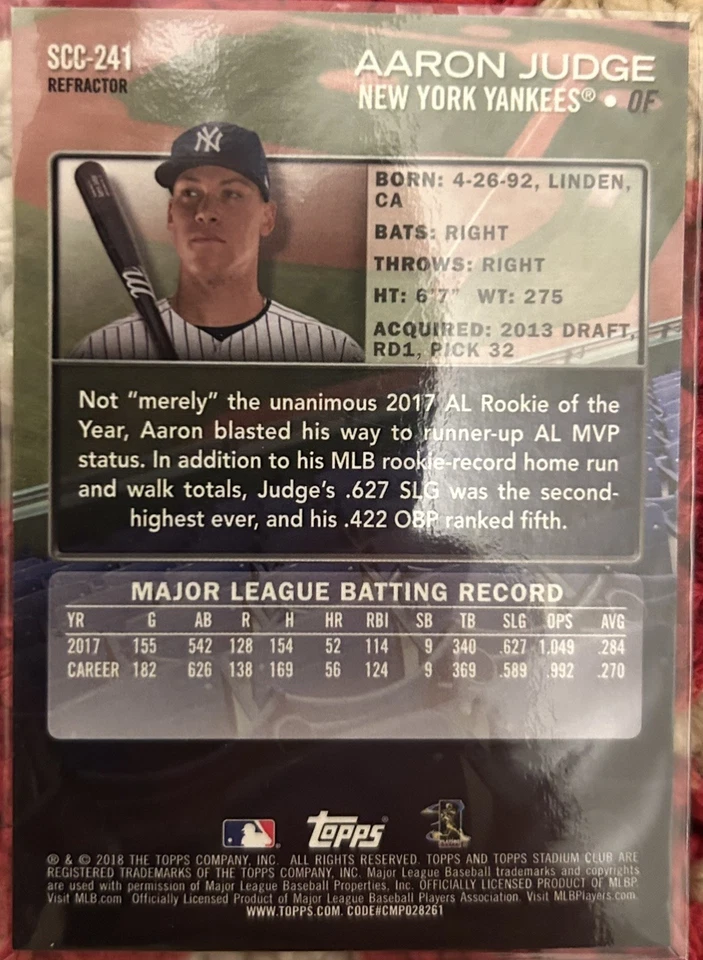 SCC-241
REFRACTOR
AARON JUDGE
NEW YORK YANKEES® • OF
NY
BORN: 4-26-92, LINDEN,
CA
BATS: RIGHT
THROWS: RIGHT
HT: 6'7" WT: 275
ACQUIRED: 2013 DRAFT,
RD1, PICK 32
Not "merely" the unanimous 2017 AL Rookie of the
Year, Aaron blasted his way to runner-up AL MVP
status. In addition to his MLB rookie-record home run
and walk totals, Judge's .627 SLG was the second-
highest ever, and his .422 OBP ranked fifth.
MAJOR LEAGUE BATTING RECORD
YR G AB R H HR RBI SB TB SLG OPS AVG
2017 155 542 128 154 52 114 9 340 .627 1.049 .284
CAREER 182 626 138 169 56 124 9 369 .589 .992 .270
Topps®
® & © 2018 THE TOPPS COMPANY, INC. ALL RIGHTS RESERVED. TOPPS AND TOPPS STADIUM CLUB ARE
REGISTERED TRADEMARKS OF THE TOPPS COMPANY, INC. Major League Baseball trademarks and copyrights
are used with permission of Major League Baseball Properties, Inc. OFFICIALLY LICENSED PRODUCT OF MLBP.
Visit MLB.com Officially Licensed Product of Major League Baseball Players Association. Visit MLBPlayers.com.
WWW.TOPPS.COM. CODE#CMP028261